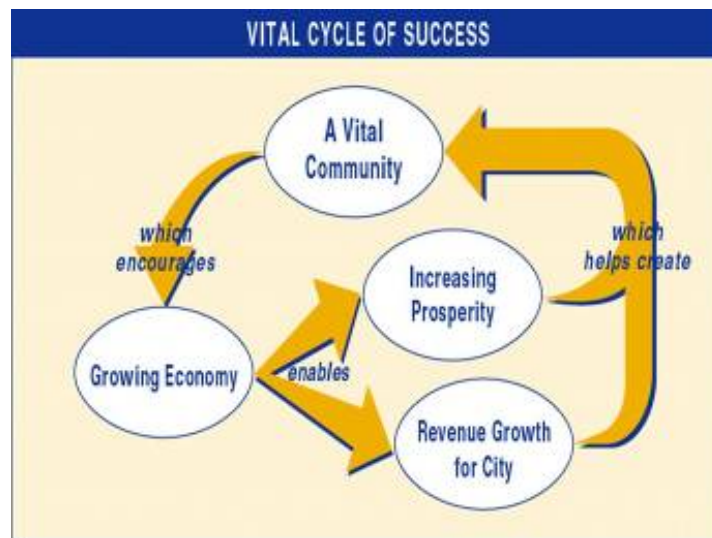 VITAL CYCLE OF SUCCESS
A Vital
Community
which
encourages
Growing Economy
enables
Increasing
Prosperity
Revenue Growth
for City
which
helps create